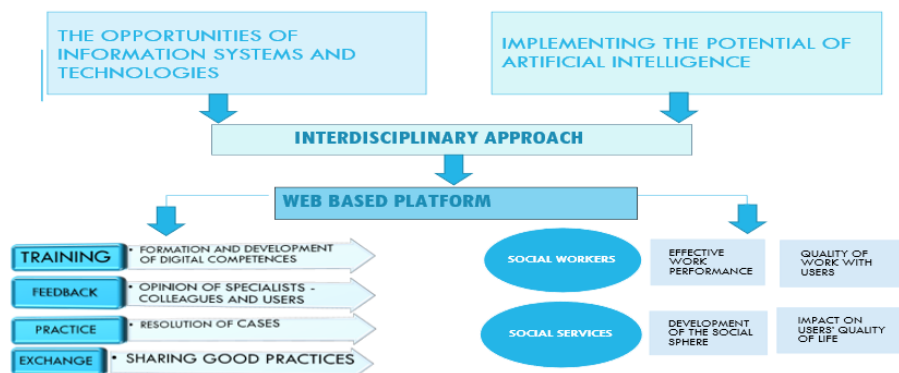 THE OPPORTUNITIES OF
INFORMATION SYSTEMS AND
TECHNOLOGIES
IMPLEMENTING THE POTENTIAL OF
ARTIFICIAL INTELLIGENCE
INTERDISCIPLINARY APPROACH
WEB BASED PLATFORM
TRAINING
• FORMATION AND DEVELOPMENT
OF DIGITAL COMPETENCES
FEEDBACK
• OPINION OF SPECIALISTS -
COLLEAGUES AND USERS
PRACTICE
• RESOLUTION OF CASES
EXCHANGE
• SHARING GOOD PRACTICES
SOCIAL WORKERS
EFFECTIVE
WORK
PERFORMANCE
QUALITY OF
WORK WITH
USERS
SOCIAL SERVICES
DEVELOPMENT
OF THE SOCIAL
SPHERE
IMPACT ON
USERS' QUALITY
OF LIFE